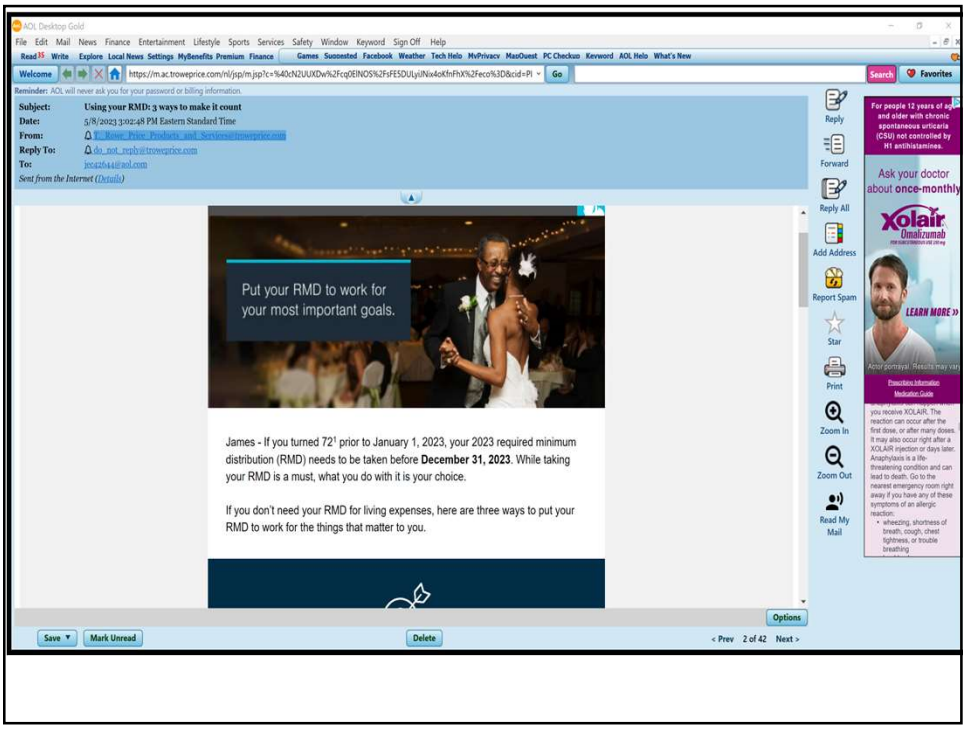 AOL Desktop Gold
File Edit Mail News Finance Entertainment Lifestyle Sports Services Safety Window Keyword Sign Off Help
Read 35 Write Explore Local News Settings MyBenefits Premium Finance Games Suggested Facebook Weather Tech Help MyPrivacy MapQuest PC Checkup Keyword AOL Help What's New
Welcome
Go
Search Favorites
Reminder: AOL will never ask you for your password or billing information.
Subject: Using your RMD: 3 ways to make it count
Date: 5/8/2023 3:02:48 PM Eastern Standard Time
From: T._Rowe_Price_Products_and_Services@troweprice.com
Reply To: do_not_reply@troweprice.com
To: jec42644@aol.com
Sent from the Internet (Details)
Put your RMD to work for
your most important goals.
James - If you turned 72¹ prior to January 1, 2023, your 2023 required minimum
distribution (RMD) needs to be taken before December 31, 2023. While taking
your RMD is a must, what you do with it is your choice.
If you don't need your RMD for living expenses, here are three ways to put your
RMD to work for the things that matter to you.
Reply
Forward
Reply All
Add Address
Report Spam
Star
Print
Zoom In
Zoom Out
Read My
Mail
For people 12 years of age
and older with chronic
spontaneous urticaria
(CSU) not controlled by
H1 antihistamines.
Ask your doctor
about once-monthly
Xolair
Omalizumab
LEARN MORE »
Actor portrayal. Results may vary
Prescribing Information
Medication Guide
you receive XOLAIR. The
reaction can occur after the
first dose, or after many doses.
It may also occur right after a
XOLAIR injection or days later.
Anaphylaxis is a life-
threatening condition and can
lead to death. Go to the
nearest emergency room right
away if you have any of these
symptoms of an allergic
reaction:
• wheezing, shortness of
breath, cough, chest
tightness, or trouble
breathing
Options
Save Mark Unread Delete < Prev 2 of 42 Next >